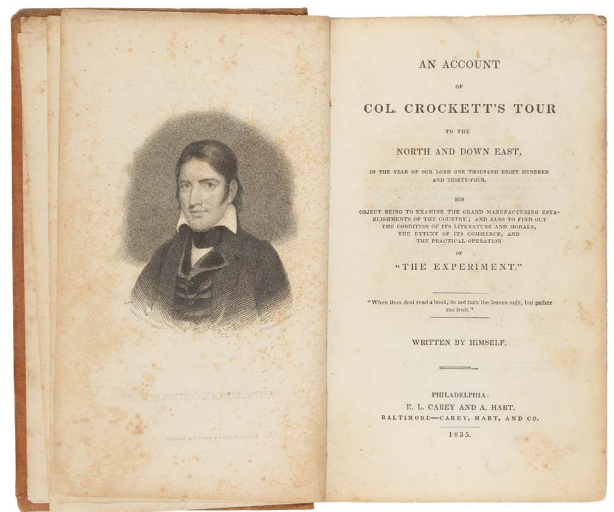 AN ACCOUNT
OF
COL. CROCKETT'S TOUR
TO THE
NORTH AND DOWN EAST,
IN THE YEAR OF OUR LORD ONE THOUSAND EIGHT HUNDRED
AND THIRTY-FOUR.
HIS
OBJECT BEING TO EXAMINE THE GRAND MANUFACTURING ESTA-
BLISHMENTS OF THE COUNTRY; AND ALSO TO FIND OUT
THE CONDITION OF ITS LITERATURE AND MORALS,
THE EXTENT OF ITS COMMERCE, AND
THE PRACTICAL OPERATION
OF
"THE EXPERIMENT."
"When thou dost read a book, do not turn the leaves only, but gather
the fruit."
WRITTEN BY HIMSELF.
PHILADELPHIA:
E. L. CAREY AND A. HART.
BALTIMORE—CAREY, HART, AND CO.
1835.